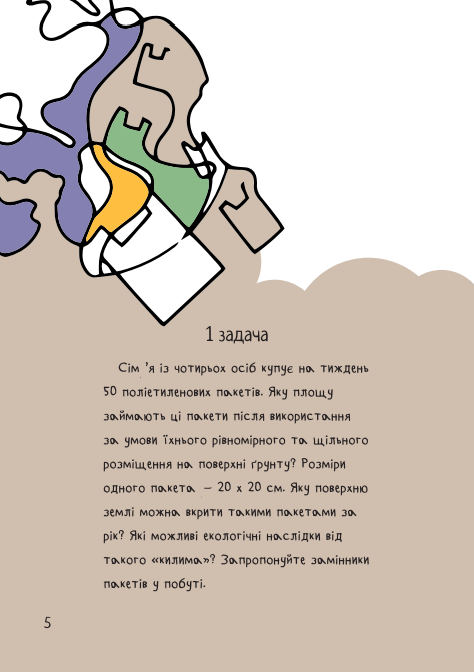 1 задача
Сім 'я із чотирьох осіб купує на тиждень
50 поліетиленових пакетів. Яку площу
займають ці пакети після використання
за умови їхнього рівномірного та щільного
розміщення на поверхні ґрунту? Розміри
одного пакета – 20 х 20 см. Яку поверхню
землі можна вкрити такими пакетами за
рік? Які можливі екологічні наслідки від
такого «килима»? Запропонуйте замінники
пакетів у побуті.
5